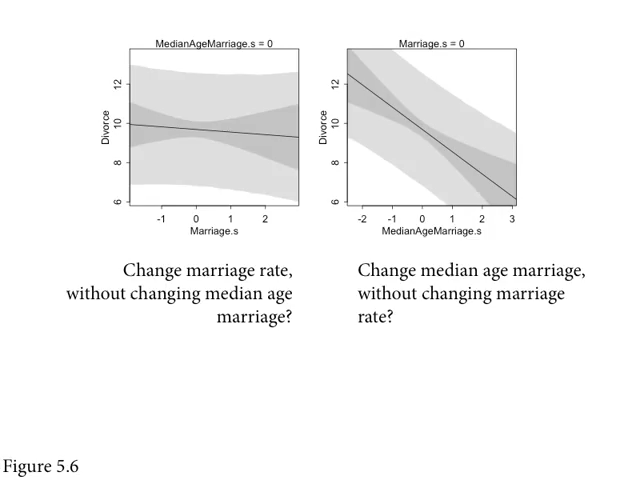 MedianAgeMarriage.s = 0
12
10
8
6
Divorce
-1 0 1 2
Marriage.s
Marriage.s = 0
12
10
8
6
Divorce
-2 -1 0 1 2 3
MedianAgeMarriage.s
Change marriage rate,
without changing median age
marriage?
Change median age marriage,
without changing marriage
rate?
Figure 5.6